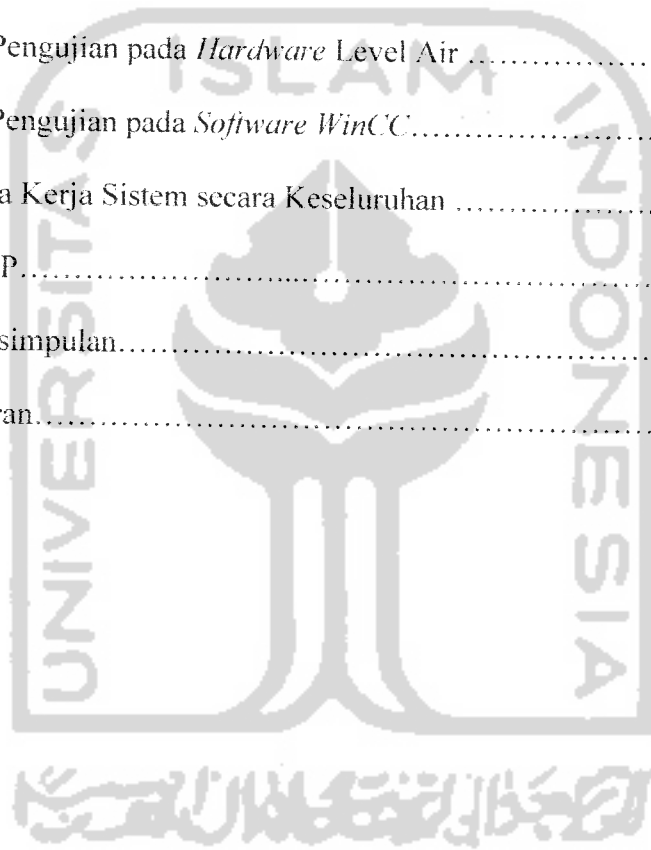 Pengujian pada Hardware Level Air ....................
Pengujian pada Software WinCC........................
a Kerja Sistem secara Keseluruhan ....................
P....................................................
simpulan.............................................
ran..................................................
ISLAM
UNIVERSITAS
INDONESIA